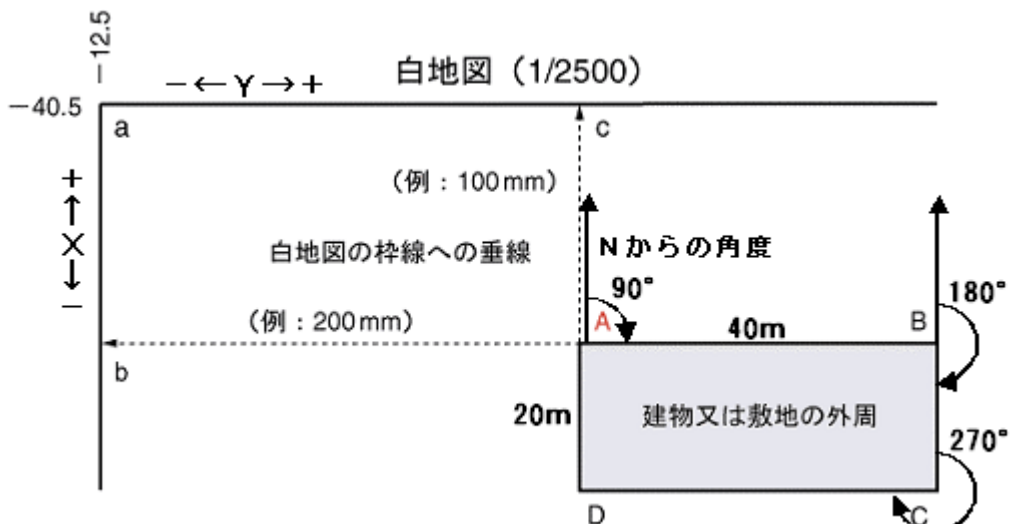 －12.5
白地図（1/2500）
－←Y→＋
－40.5
a
c
＋
↑
X
↓
－
（例：100mm）
Nからの角度
白地図の枠線への垂線
90°
180°
（例：200mm）
A
40m
B
b
20m
建物又は敷地の外周
270°
D
C